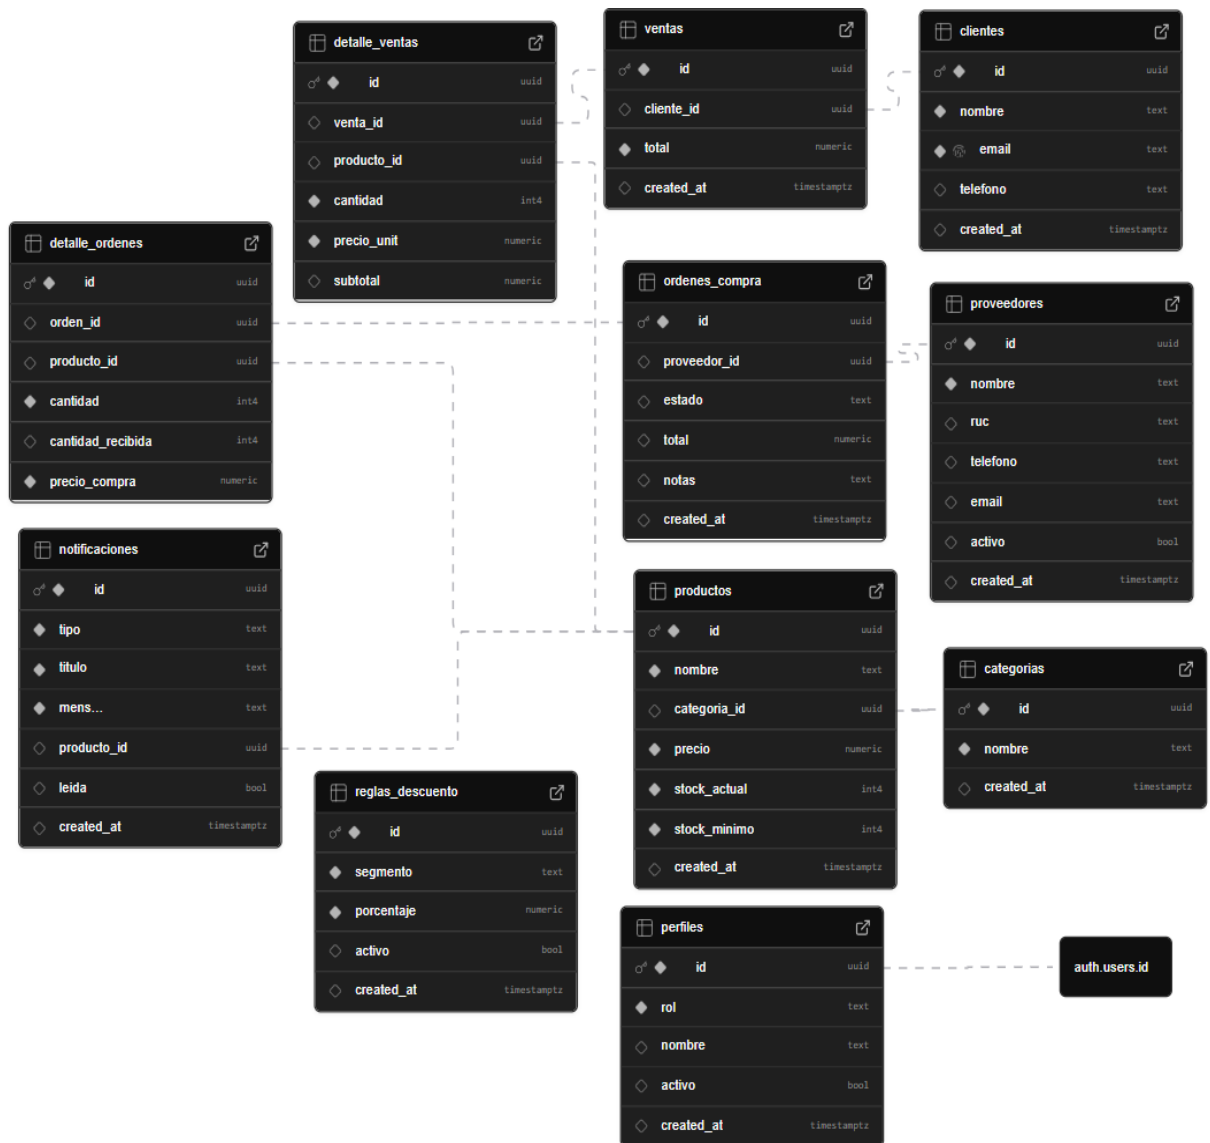 detalle_ventas
id uuid
venta_id uuid
producto_id uuid
cantidad int4
precio_unit numeric
subtotal numeric
ventas
id uuid
cliente_id uuid
total numeric
created_at timestamptz
clientes
id uuid
nombre text
email text
telefono text
created_at timestamptz
detalle_ordenes
id uuid
orden_id uuid
producto_id uuid
cantidad int4
cantidad_recibida int4
precio_compra numeric
ordenes_compra
id uuid
proveedor_id uuid
estado text
total numeric
notas text
created_at timestamptz
proveedores
id uuid
nombre text
ruc text
telefono text
email text
activo bool
created_at timestamptz
notificaciones
id uuid
tipo text
titulo text
mens... text
producto_id uuid
leida bool
created_at timestamptz
productos
id uuid
nombre text
categoria_id uuid
precio numeric
stock_actual int4
stock_minimo int4
created_at timestamptz
categorias
id uuid
nombre text
created_at timestamptz
reglas_descuento
id uuid
segmento text
porcentaje numeric
activo bool
created_at timestamptz
perfiles
id uuid
rol text
nombre text
activo bool
created_at timestamptz
auth.users.id